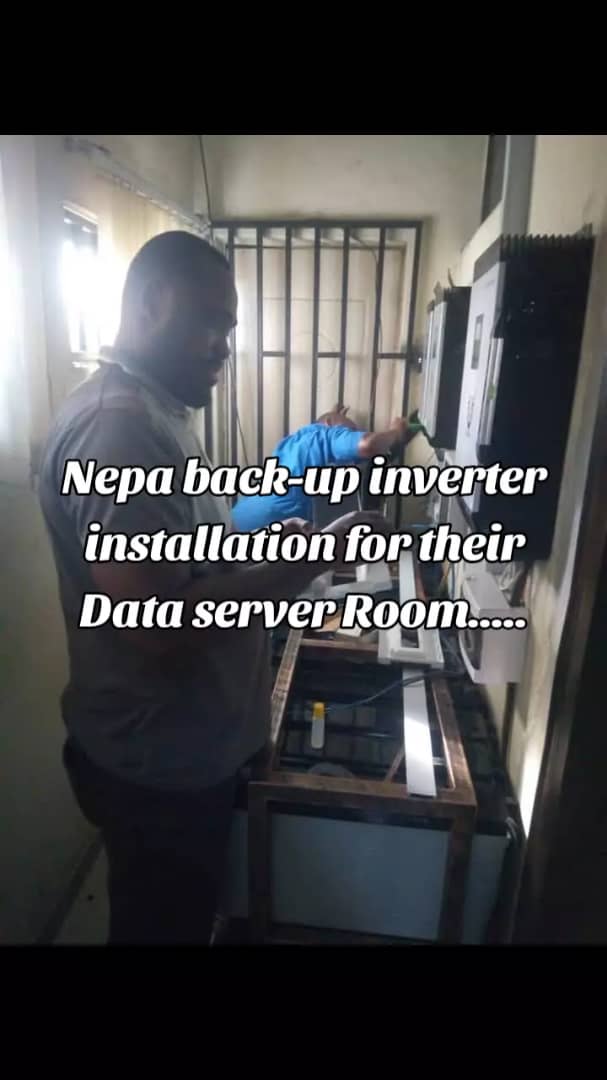 Nepa back-up inverter
installation for their
Data server Room.....